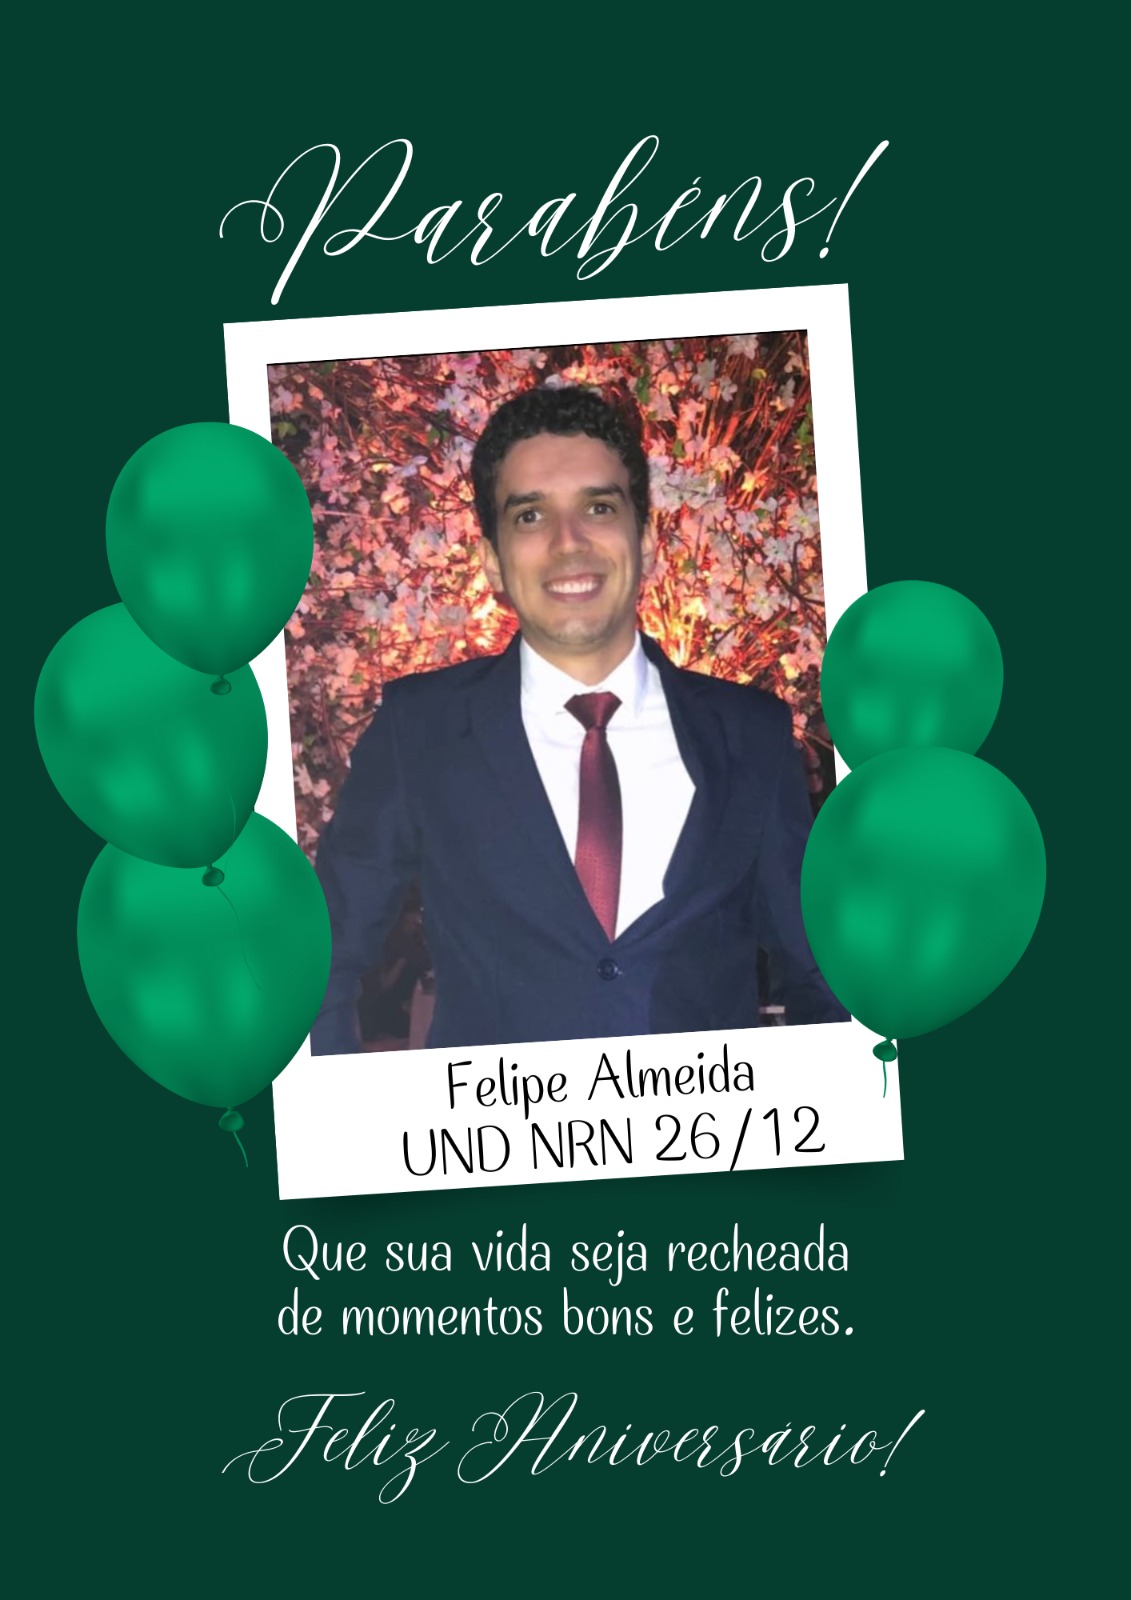 Parabéns!
Felipe Almeida
UND NRN 26/12
Que sua vida seja recheada
de momentos bons e felizes.
Feliz Aniversário!